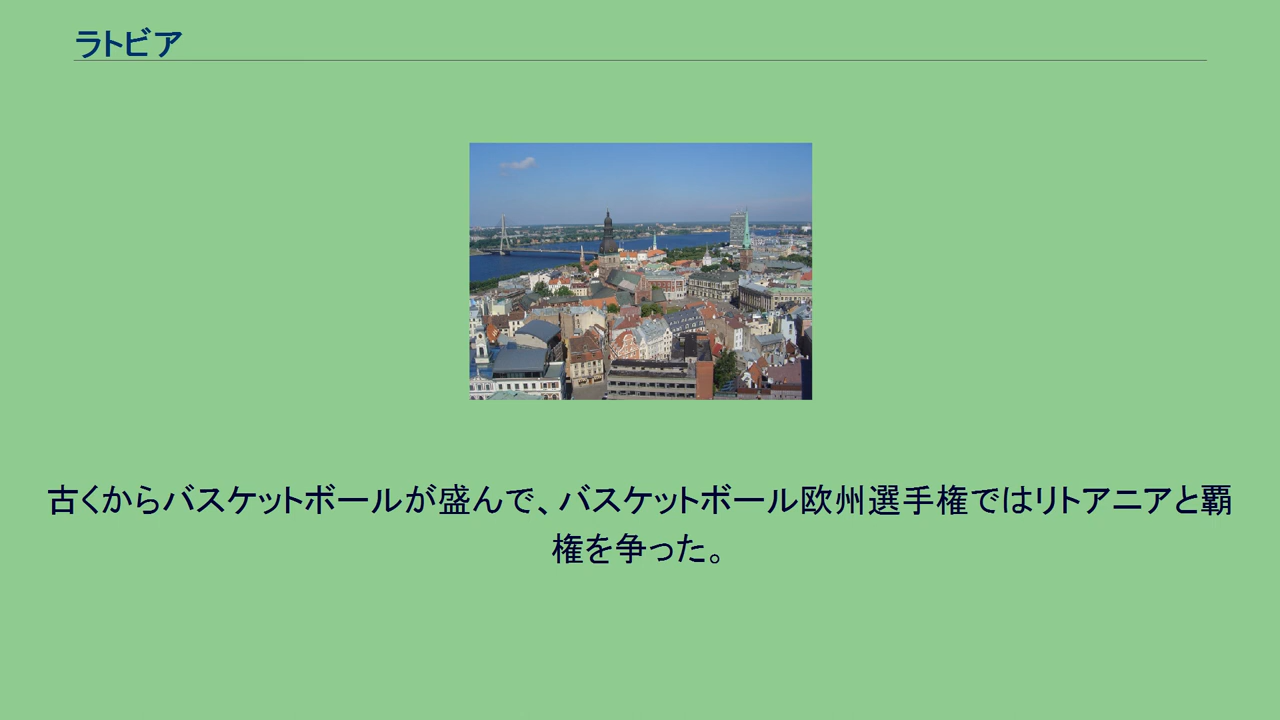 ラトビア
古くからバスケットボールが盛んで、バスケットボール欧州選手権ではリトアニアと覇
権を争った。